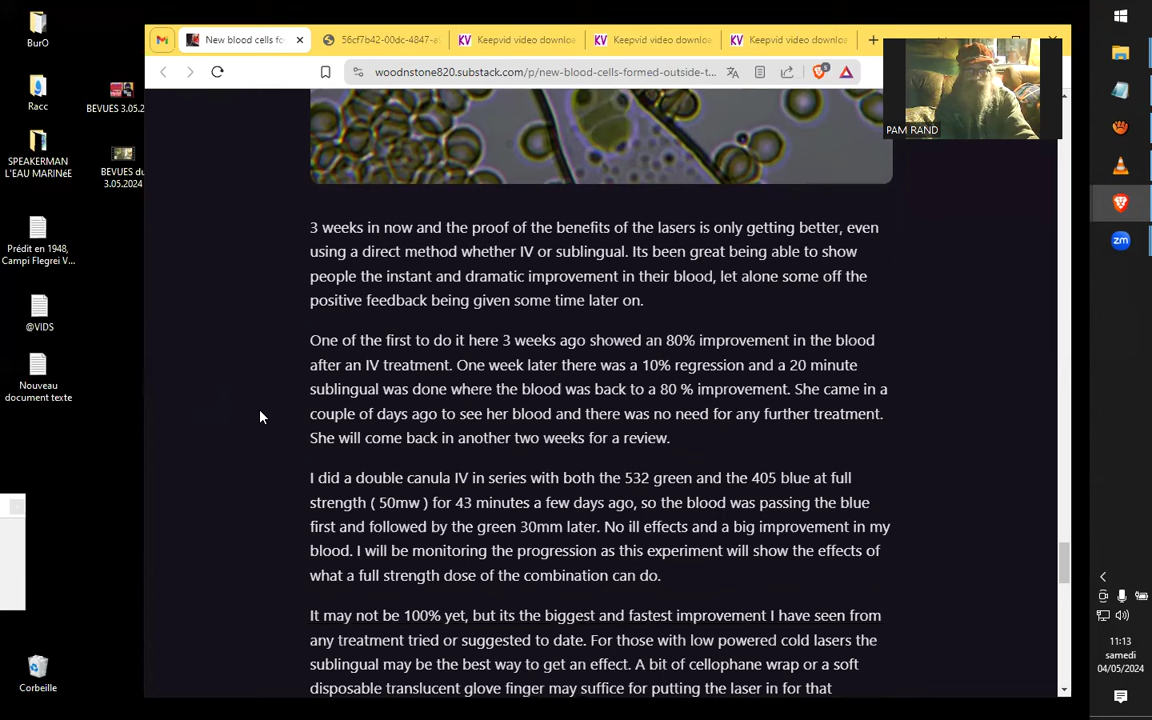 BurO
Racc
BEVUES 3.05.2
SPEAKERMAN
L'EAU MARINéE
BEVUES du
3.05.2024
Prédit en 1948,
Campi Flegrei V...
@VIDS
Nouveau
document texte
Corbeille
New blood cells fo
56cf7b42-00dc-4847-a
KV Keepvid video downloa
KV Keepvid video downloa
KV Keepvid video downloa
woodnstone820.substack.com/p/new-blood-cells-formed-outside-t...
PAM RAND
3 weeks in now and the proof of the benefits of the lasers is only getting better, even
using a direct method whether IV or sublingual. Its been great being able to show
people the instant and dramatic improvement in their blood, let alone some off the
positive feedback being given some time later on.
One of the first to do it here 3 weeks ago showed an 80% improvement in the blood
after an IV treatment. One week later there was a 10% regression and a 20 minute
sublingual was done where the blood was back to a 80 % improvement. She came in a
couple of days ago to see her blood and there was no need for any further treatment.
She will come back in another two weeks for a review.
I did a double canula IV in series with both the 532 green and the 405 blue at full
strength ( 50mw ) for 43 minutes a few days ago, so the blood was passing the blue
first and followed by the green 30mm later. No ill effects and a big improvement in my
blood. I will be monitoring the progression as this experiment will show the effects of
what a full strength dose of the combination can do.
It may not be 100% yet, but its the biggest and fastest improvement I have seen from
any treatment tried or suggested to date. For those with low powered cold lasers the
sublingual may be the best way to get an effect. A bit of cellophane wrap or a soft
disposable translucent glove finger may suffice for putting the laser in for that
zm
11:13
samedi
04/05/2024